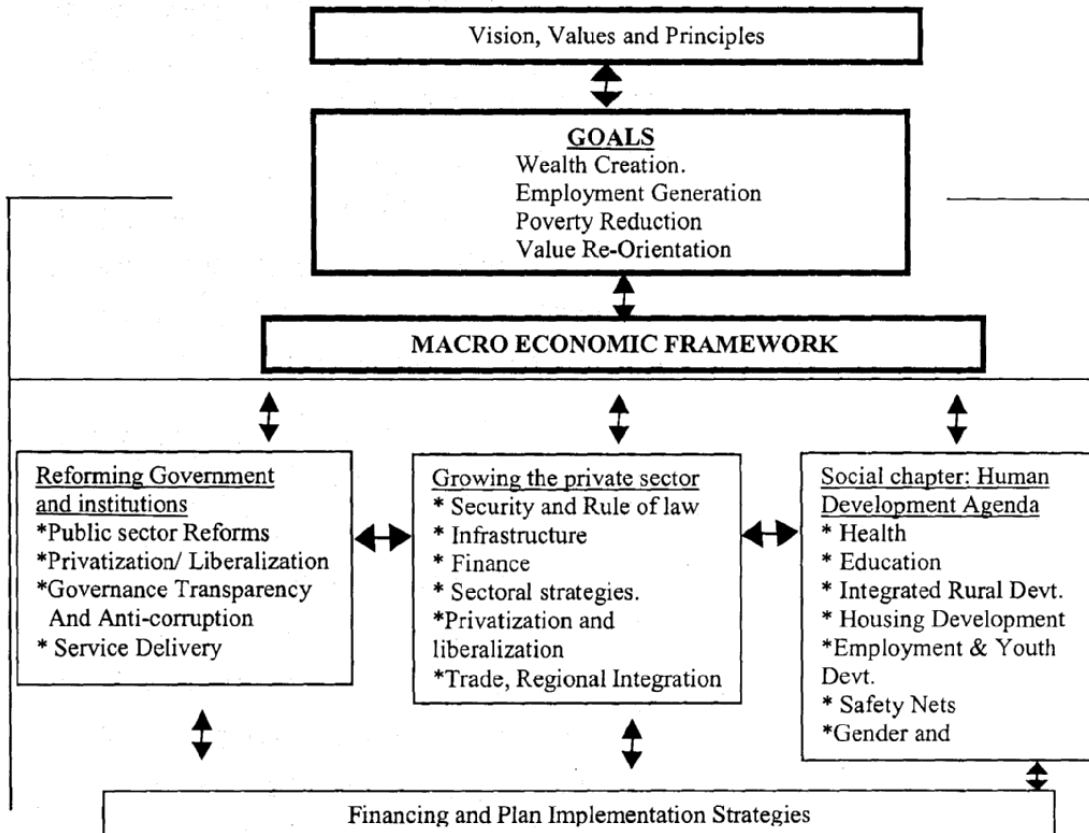 Vision, Values and Principles
GOALS
Wealth Creation.
Employment Generation
Poverty Reduction
Value Re-Orientation
MACRO ECONOMIC FRAMEWORK
Reforming Government
and institutions
*Public sector Reforms
*Privatization/ Liberalization
*Governance Transparency
And Anti-corruption
* Service Delivery
Growing the private sector
* Security and Rule of law
* Infrastructure
* Finance
* Sectoral strategies.
*Privatization and
liberalization
*Trade, Regional Integration
Social chapter: Human
Development Agenda
* Health
* Education
* Integrated Rural Devt.
* Housing Development
*Employment & Youth
Devt.
* Safety Nets
*Gender and
Financing and Plan Implementation Strategies